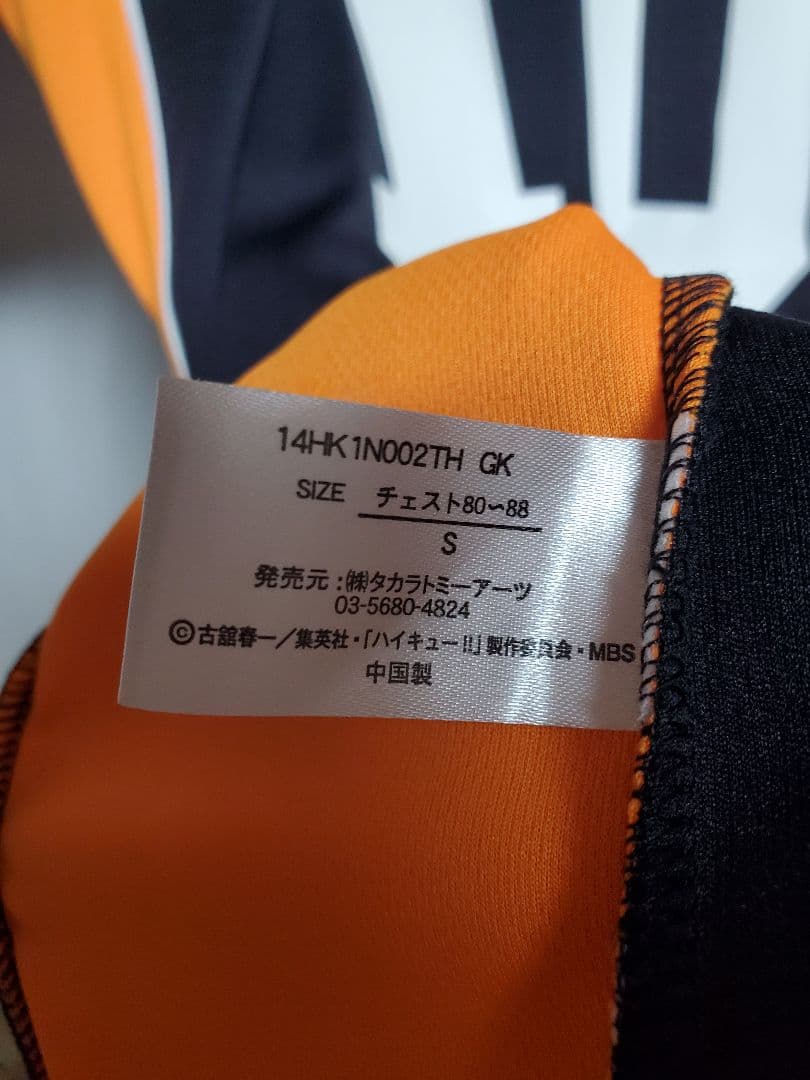 14HK1N002TH GK
SIZE チェスト80〜88
S
発売元:㈱タカラトミーアーツ
03-5680-4824
©古舘春一/集英社・「ハイキュー!!」製作委員会・MBS
中国製